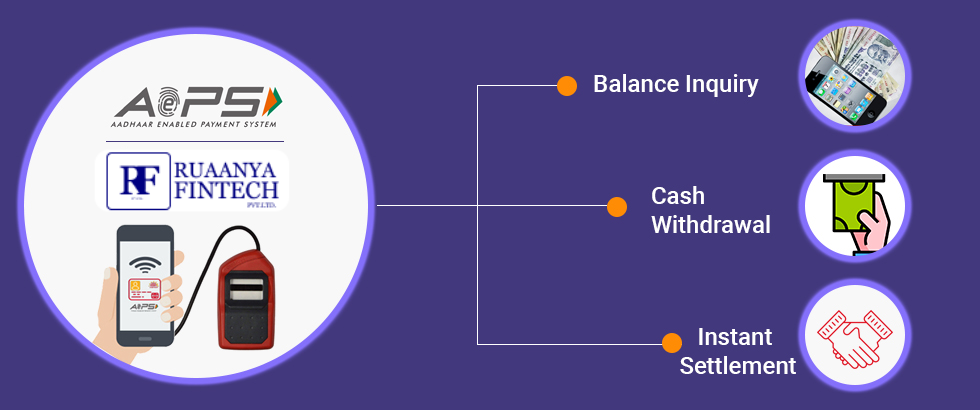 AePS
AADHAAR ENABLED PAYMENT SYSTEM
RF
RUAANYA
FINTECH
PVT.LTD.
AePS
Balance Inquiry
Cash
Withdrawal
Instant
Settlement